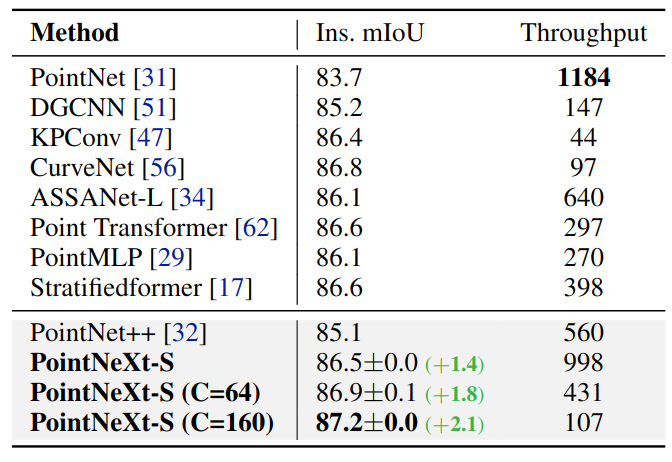 Method Ins. mIoU Throughput
PointNet [31] 83.7 1184
DGCNN [51] 85.2 147
KPConv [47] 86.4 44
CurveNet [56] 86.8 97
ASSANet-L [34] 86.1 640
Point Transformer [62] 86.6 297
PointMLP [29] 86.1 270
Stratifiedformer [17] 86.6 398
PointNet++ [32] 85.1 560
PointNeXt-S 86.5±0.0 (+1.4) 998
PointNeXt-S (C=64) 86.9±0.1 (+1.8) 431
PointNeXt-S (C=160) 87.2±0.0 (+2.1) 107